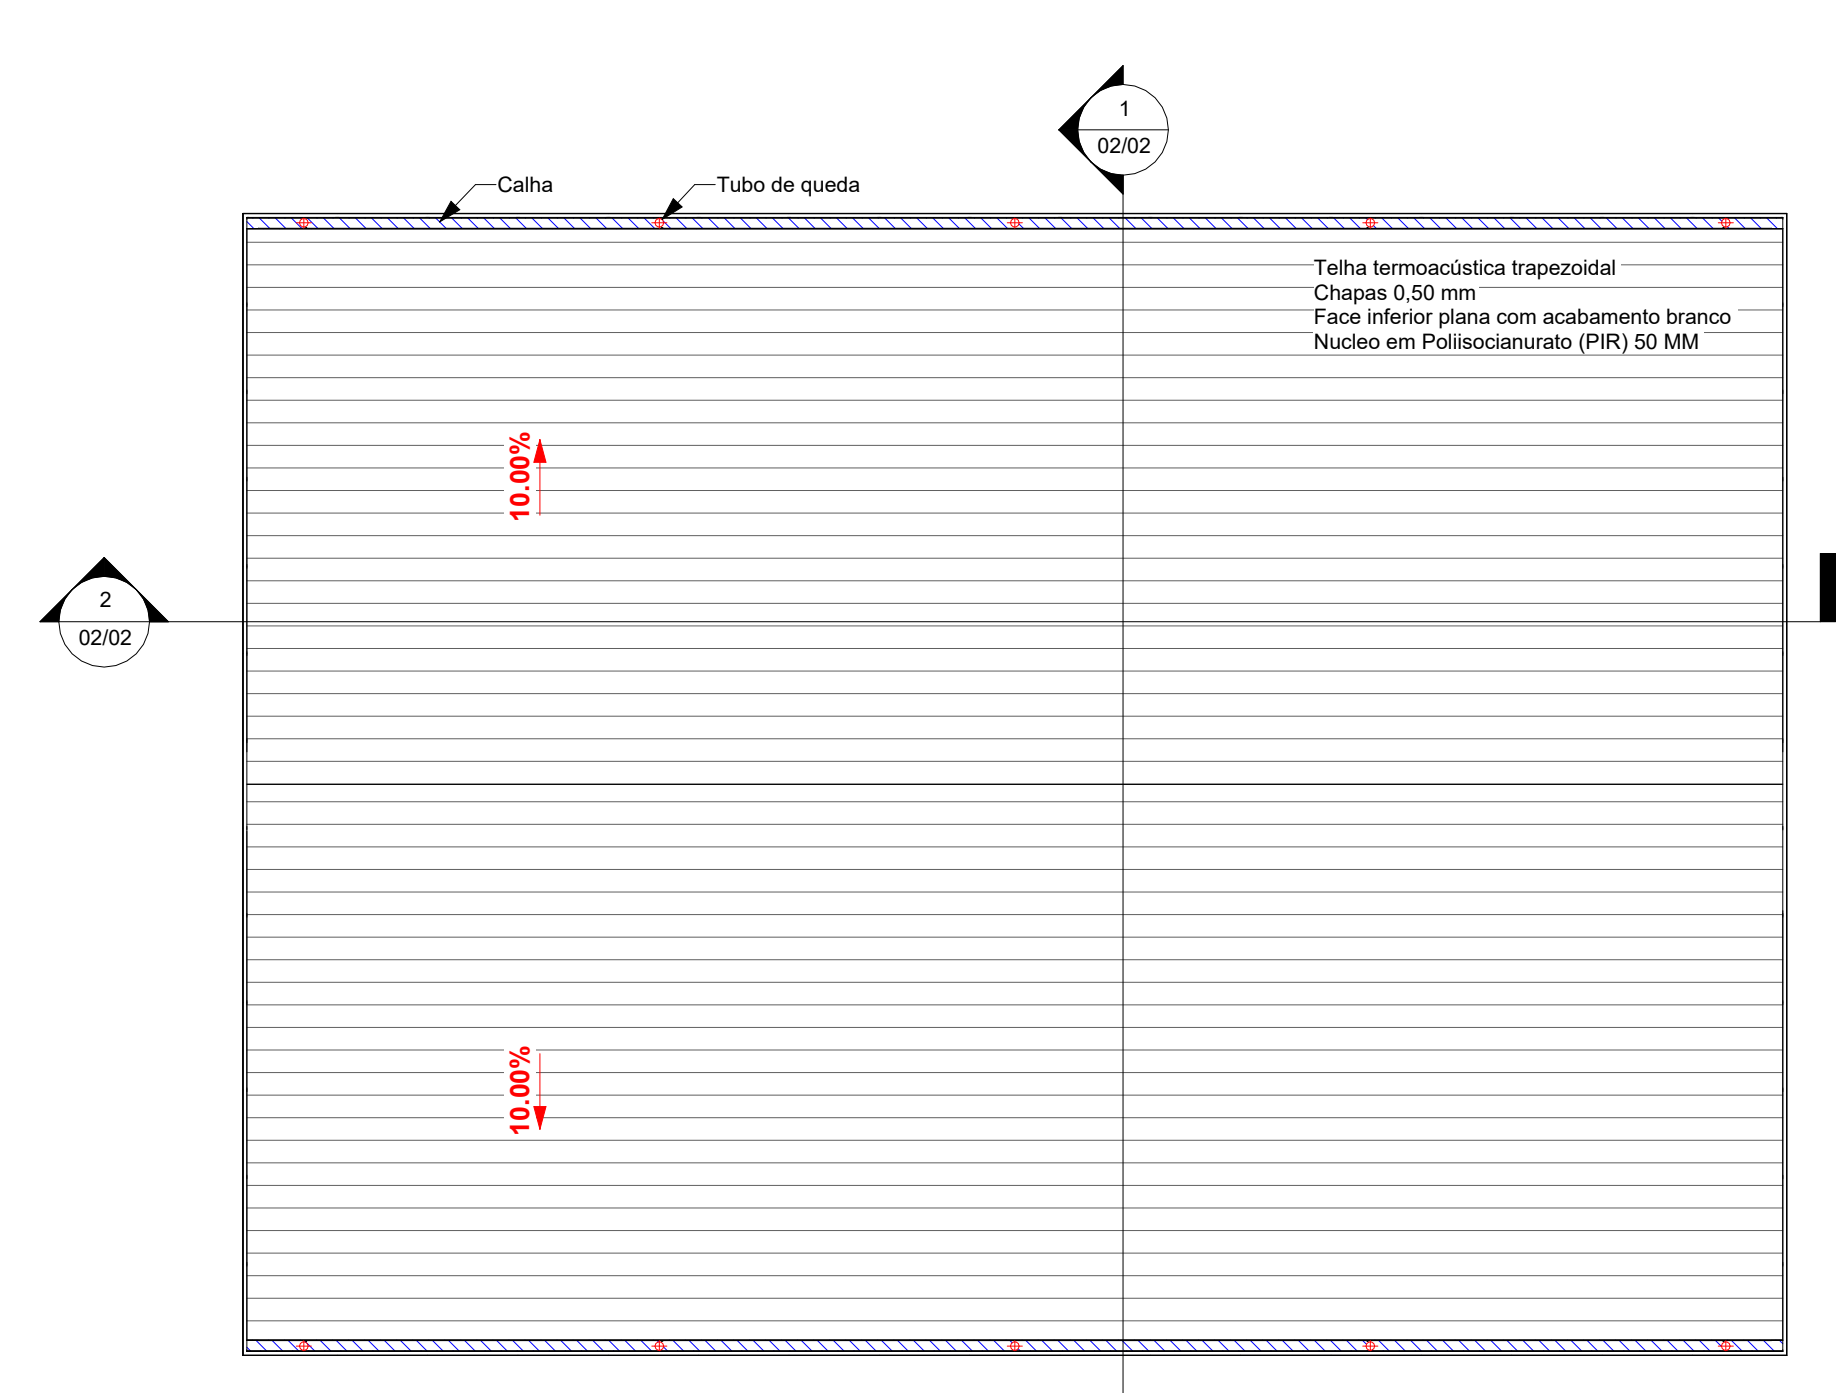 1
02/02
Calha
Tubo de queda
Telha termoacústica trapezoidal
Chapas 0,50 mm
Face inferior plana com acabamento branco
Nucleo em Poliisocianurato (PIR) 50 MM
10.00%
2
02/02
10.00%